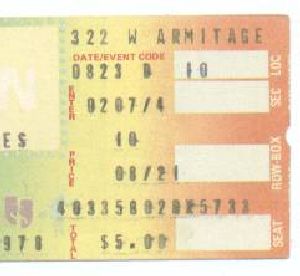 322 W ARMITAGE
DATE/EVENT CODE
0823 D 10
LOC
ENTER
0207/4
SEC
ES
10
PRICE
08/21
ROW-BOX
TOTAL
978
$5.00
SEAT